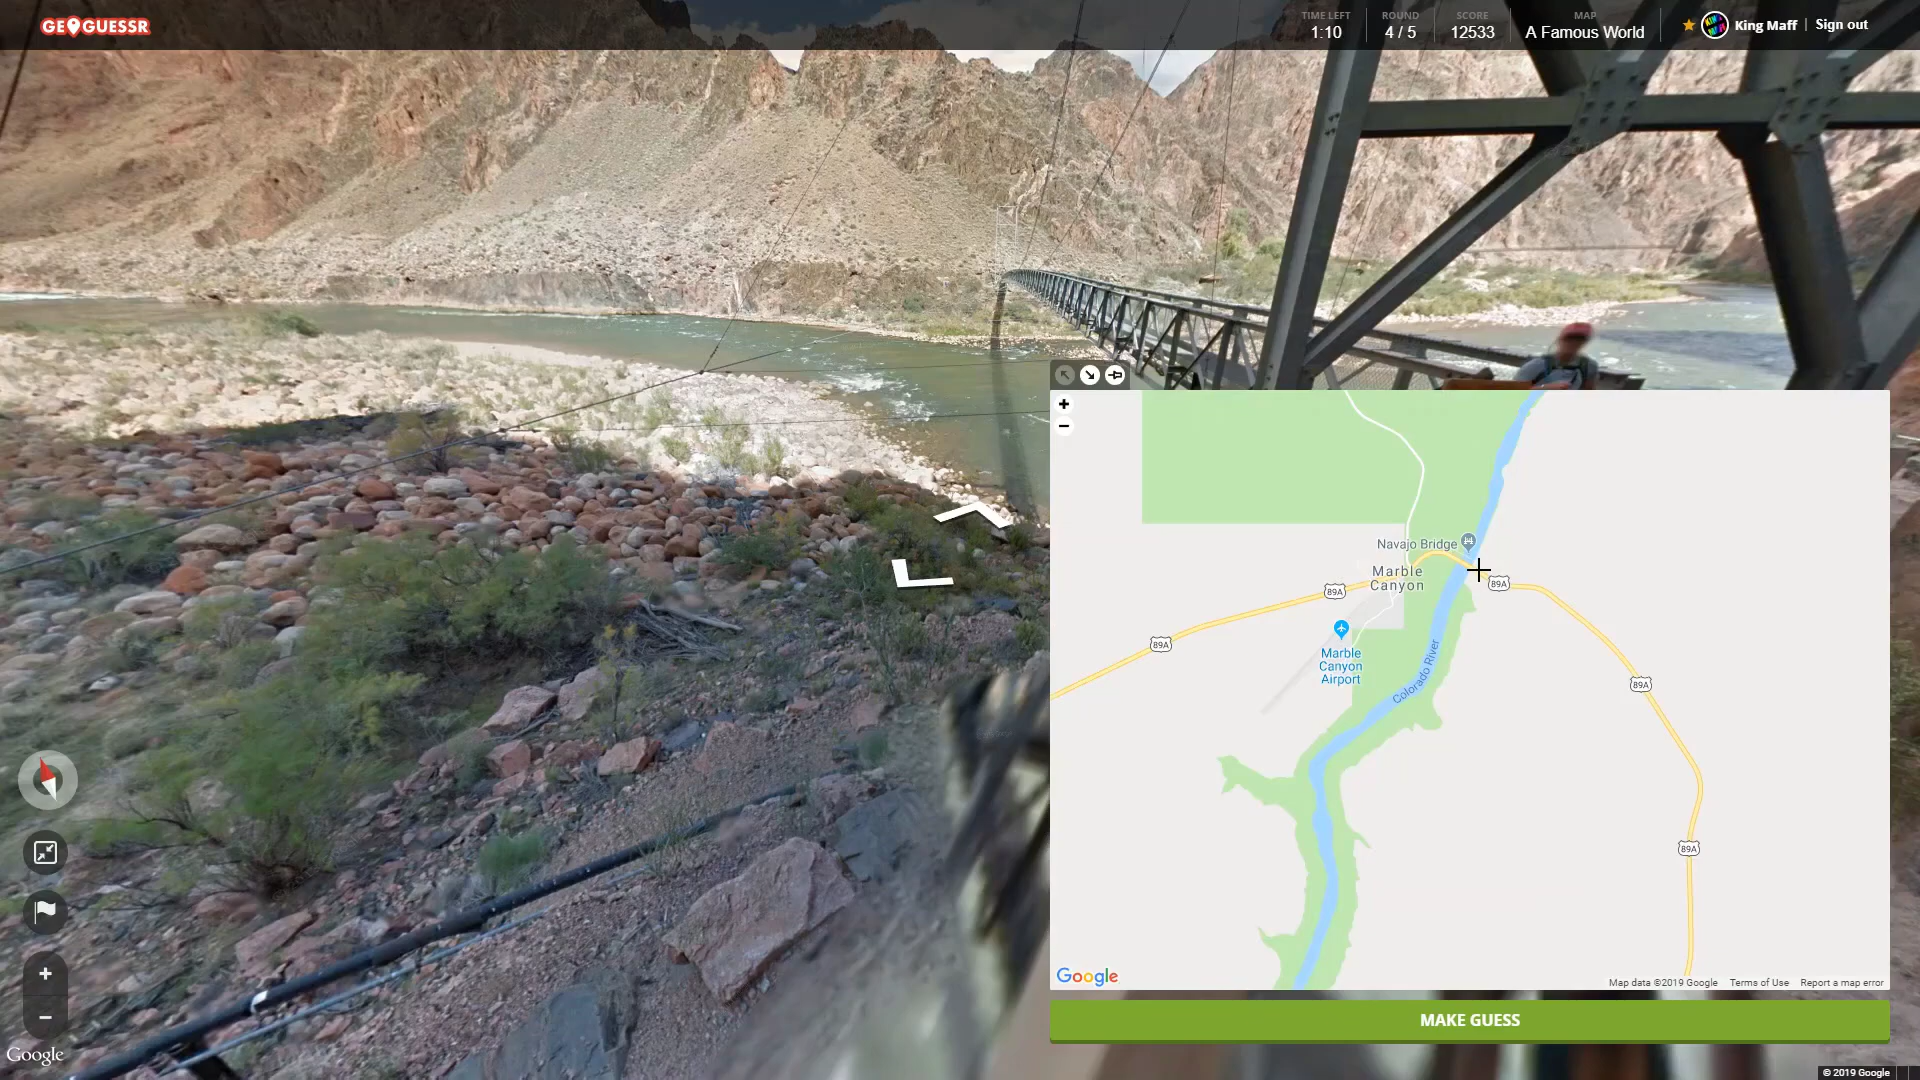 GEOGUESSR
TIME LEFT
1:10
ROUND
4 / 5
SCORE
12533
MAP
A Famous World
King Maff
Sign out
Navajo Bridge
Marble
Canyon
89A
89A
89A
Marble
Canyon
Airport
Colorado River
89A
89A
Google
Map data ©2019 Google
Terms of Use
Report a map error
MAKE GUESS
Google
© 2019 Google